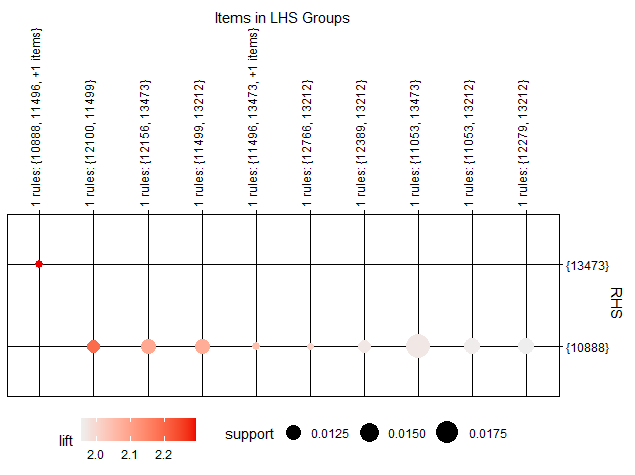 Items in LHS Groups
1 rules: {10888, 11496, +1 items}
1 rules: {12100, 11499}
1 rules: {12156, 13473}
1 rules: {11499, 13212}
1 rules: {11496, 13473, +1 items}
1 rules: {12766, 13212}
1 rules: {12389, 13212}
1 rules: {11053, 13473}
1 rules: {11053, 13212}
1 rules: {12279, 13212}
{13473}
{10888}
RHS
lift
2.0 2.1 2.2
support
0.0125 0.0150 0.0175